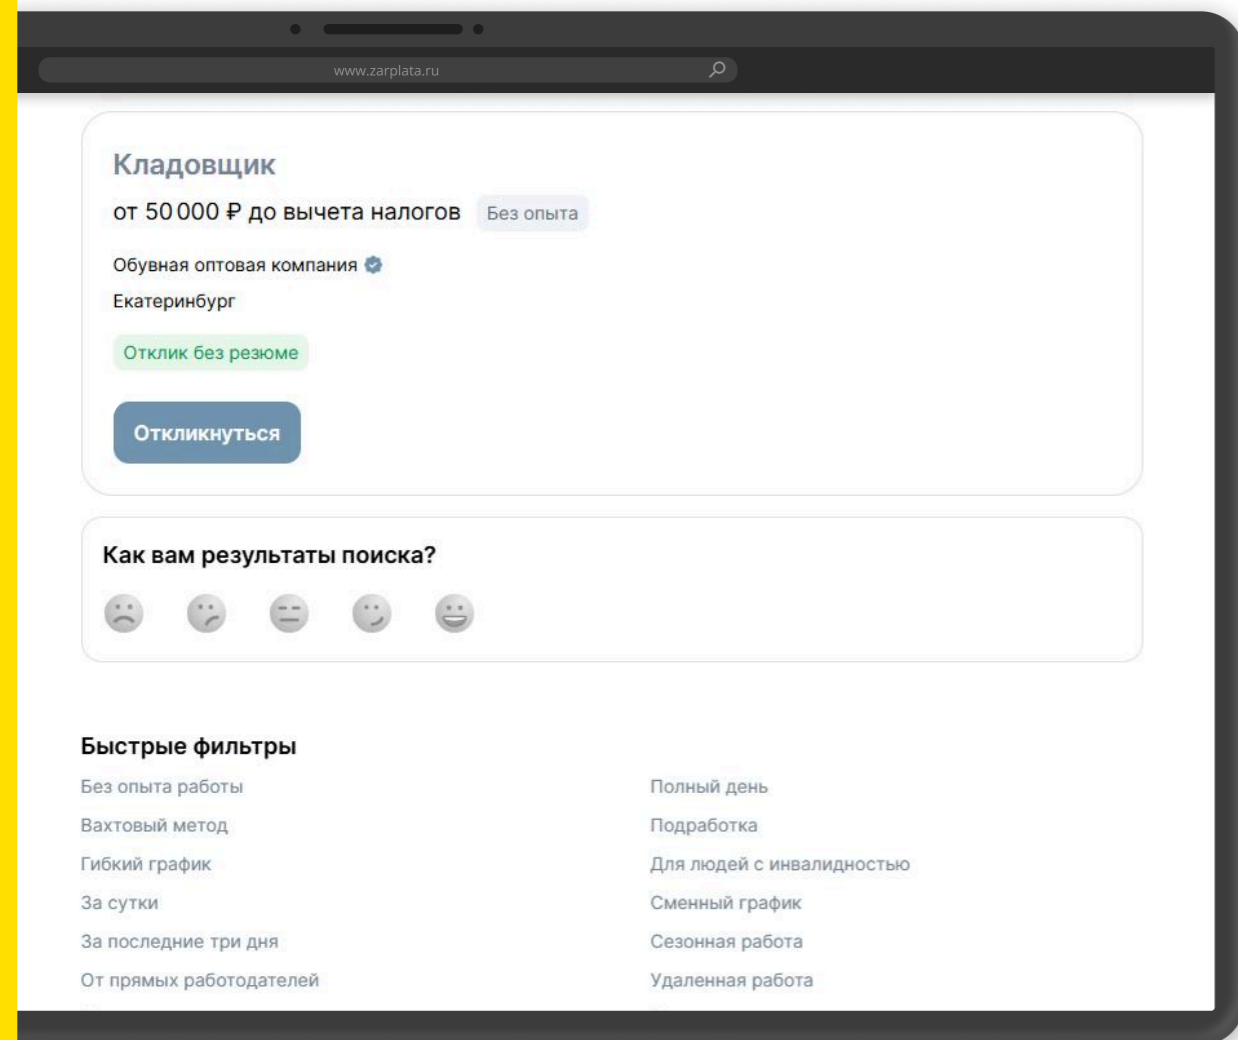 www.zarplata.ru
Кладовщик
от 50 000 ₽ до вычета налогов Без опыта
Обувная оптовая компания
Екатеринбург
Отклик без резюме
Откликнуться
Как вам результаты поиска?
Быстрые фильтры
Без опыта работы
Вахтовый метод
Гибкий график
За сутки
За последние три дня
От прямых работодателей
Полный день
Подработка
Для людей с инвалидностью
Сменный график
Сезонная работа
Удаленная работа